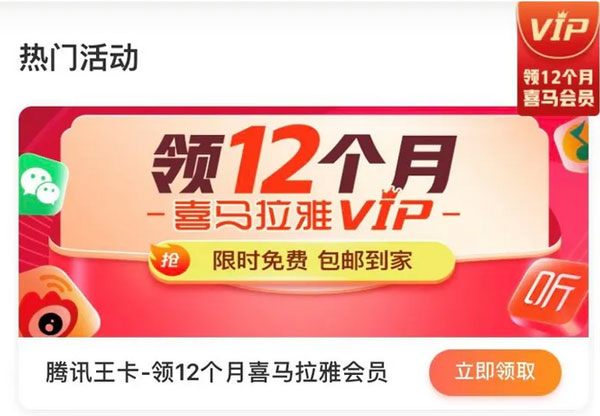 VIP
领12个月
喜马会员
热门活动
领12个月
喜马拉雅VIP
抢 限时免费 包邮到家
听
腾讯王卡-领12个月喜马拉雅会员
立即领取